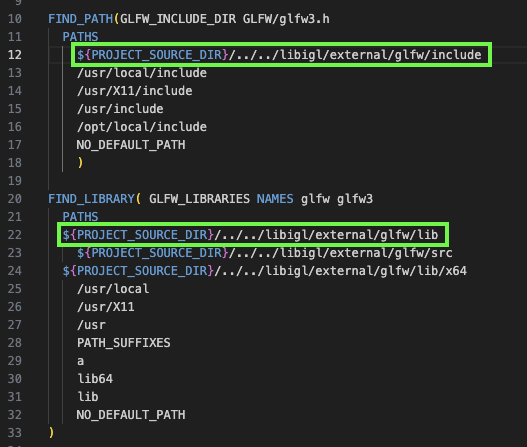 9
10 FIND_PATH(GLFW_INCLUDE_DIR GLFW/glfw3.h
11 PATHS
12 ${PROJECT_SOURCE_DIR}/../../libigl/external/glfw/include
13 /usr/local/include
14 /usr/X11/include
15 /usr/include
16 /opt/local/include
17 NO_DEFAULT_PATH
18 )
19
20 FIND_LIBRARY( GLFW_LIBRARIES NAMES glfw glfw3
21 PATHS
22 ${PROJECT_SOURCE_DIR}/../../libigl/external/glfw/lib
23 ${PROJECT_SOURCE_DIR}/../../libigl/external/glfw/src
24 ${PROJECT_SOURCE_DIR}/../../libigl/external/glfw/lib/x64
25 /usr/local
26 /usr/X11
27 /usr
28 PATH_SUFFIXES
29 a
30 lib64
31 lib
32 NO_DEFAULT_PATH
33 )